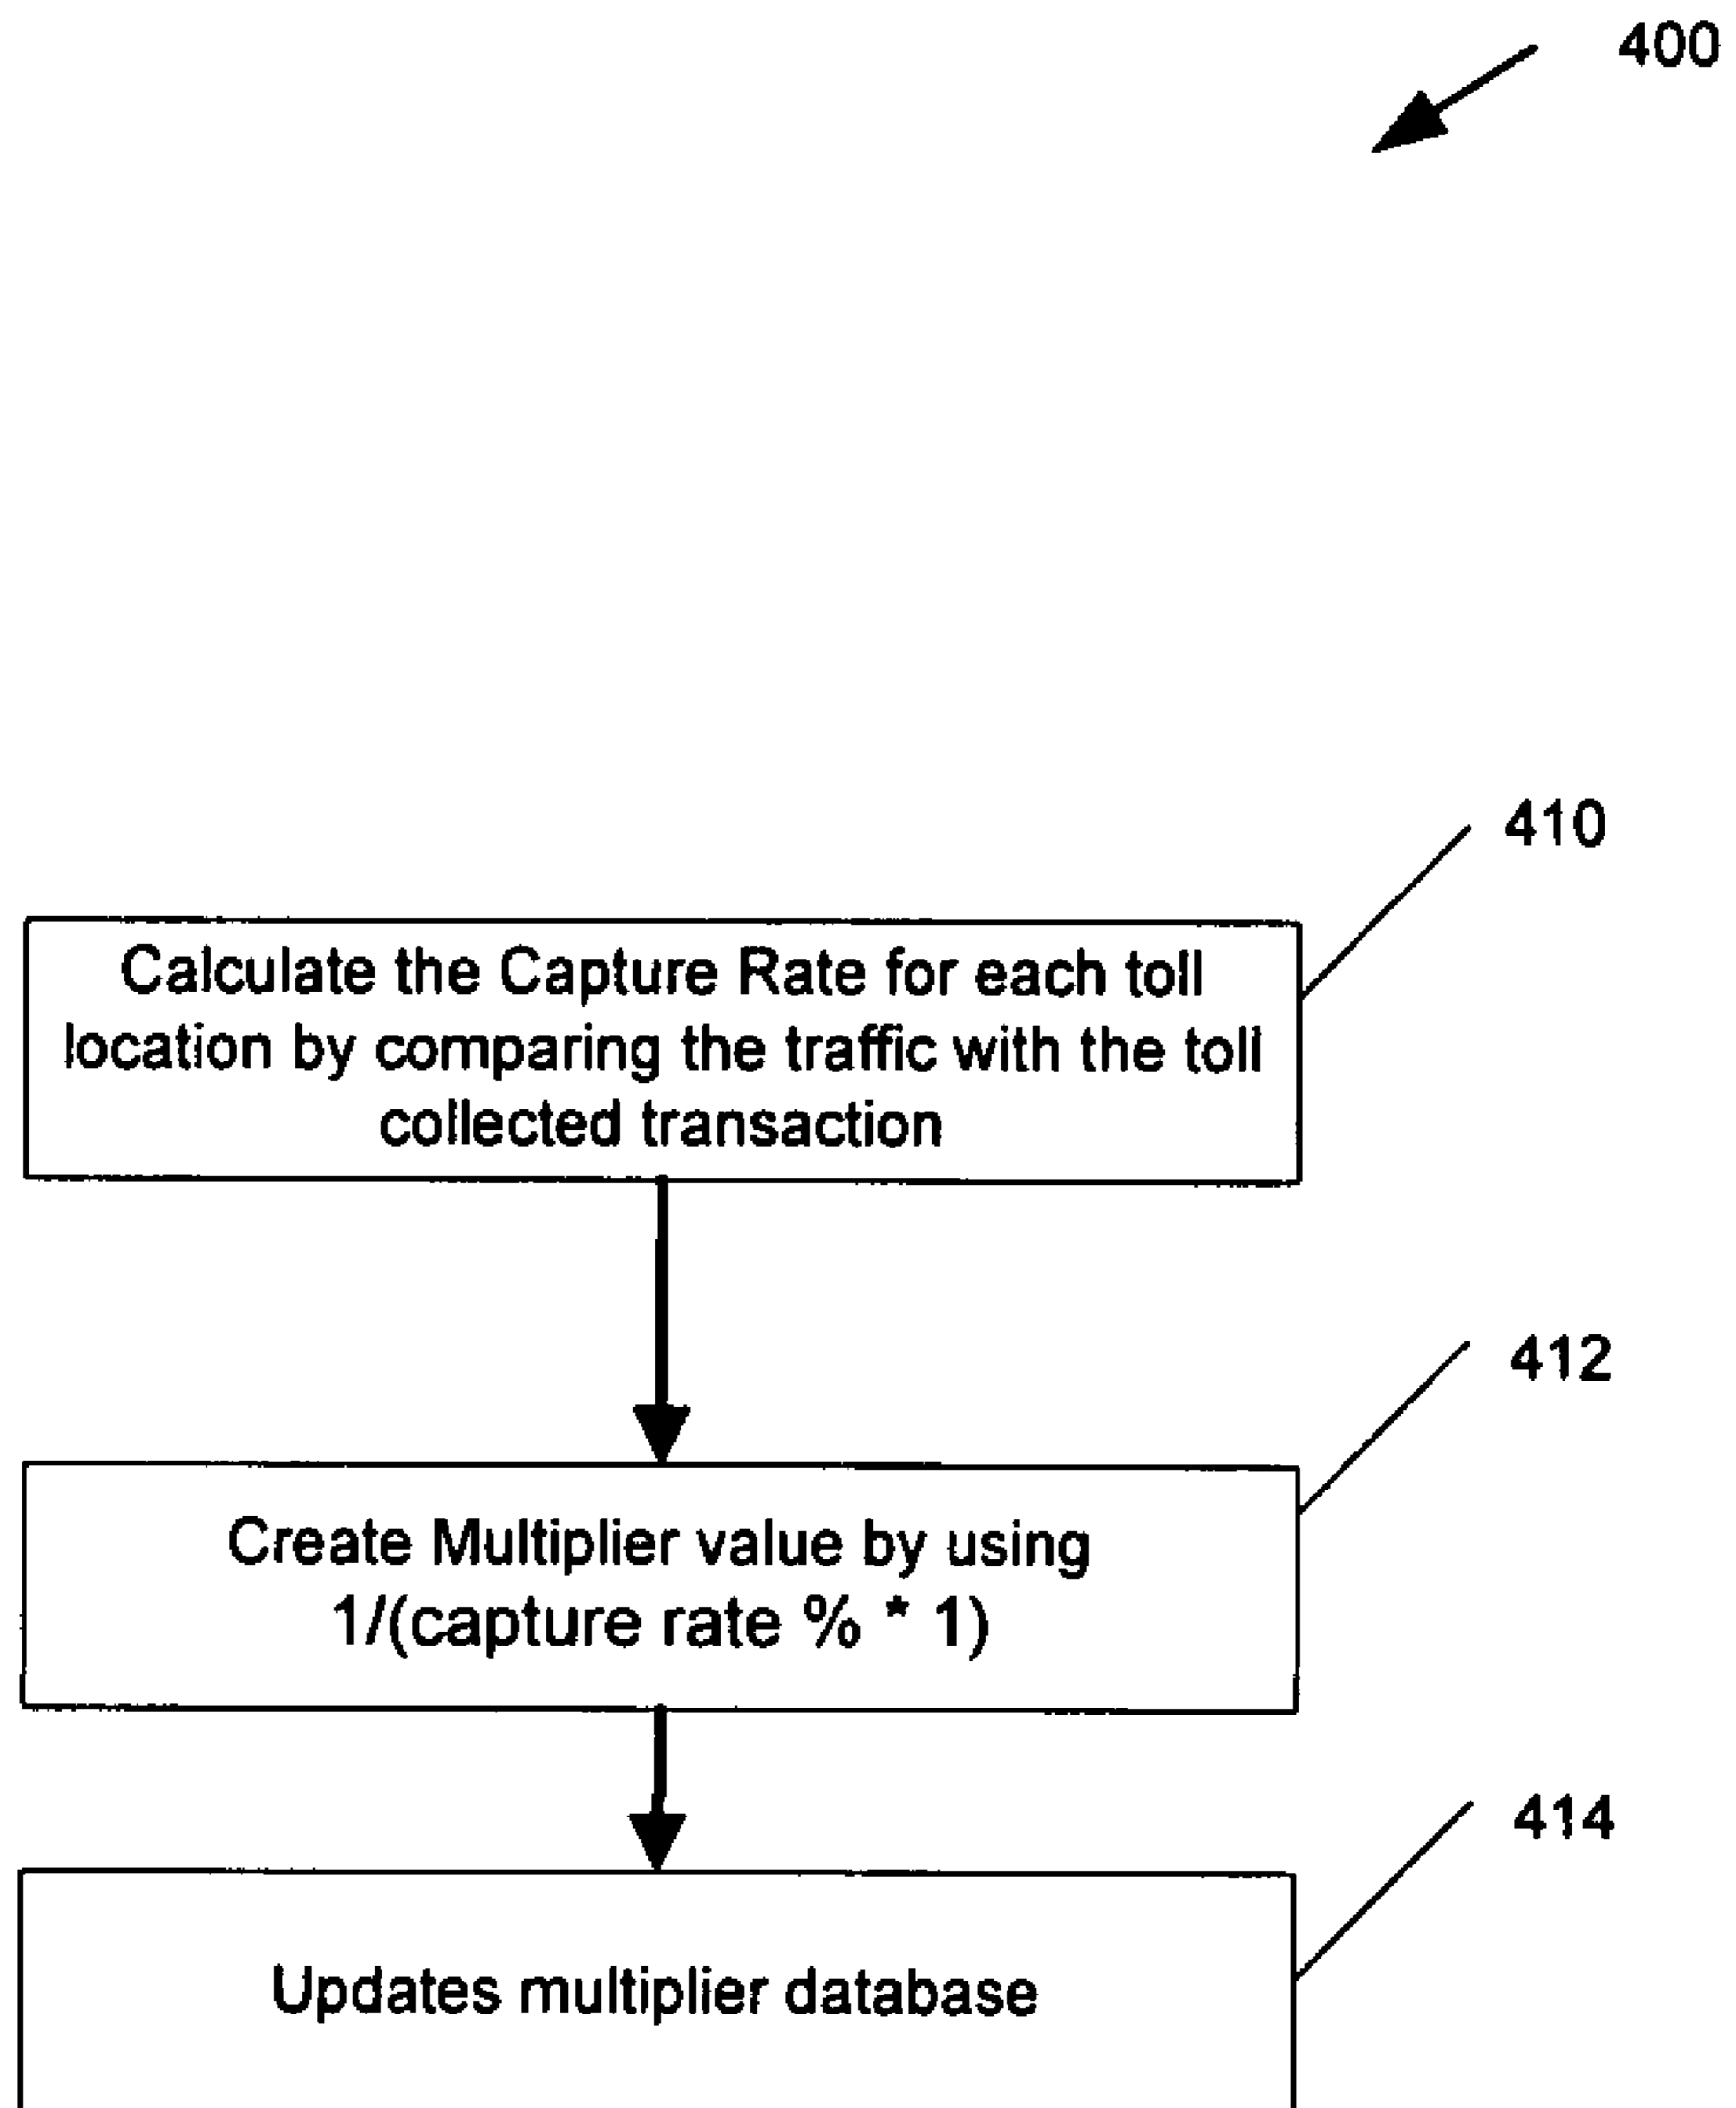 400
410
Calculate the Capture Rate for each toll
location by comparing the traffic with the toll
collected transaction
412
Create Multiplier value by using
1/(capture rate % * 1)
414
Updates multiplier database